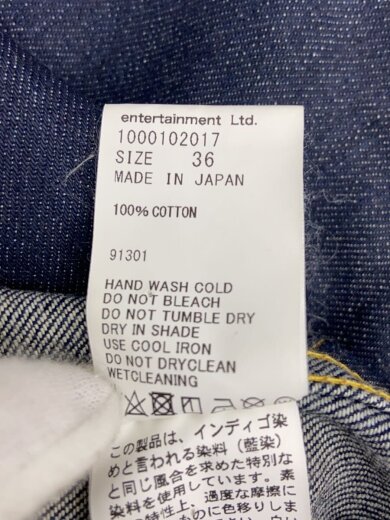 entertainment Ltd.
1000102017
SIZE 36
MADE IN JAPAN
100% COTTON
91301
HAND WASH COLD
DO NOT BLEACH
DO NOT TUMBLE DRY
DRY IN SHADE
USE COOL IRON
DO NOT DRYCLEAN
WETCLEANING
この製品は、インディゴ染
めと言われる染料（藍染）
と同じ風合を求めた特別な
染料を使用しています。素
材の特性上、過度な摩擦に